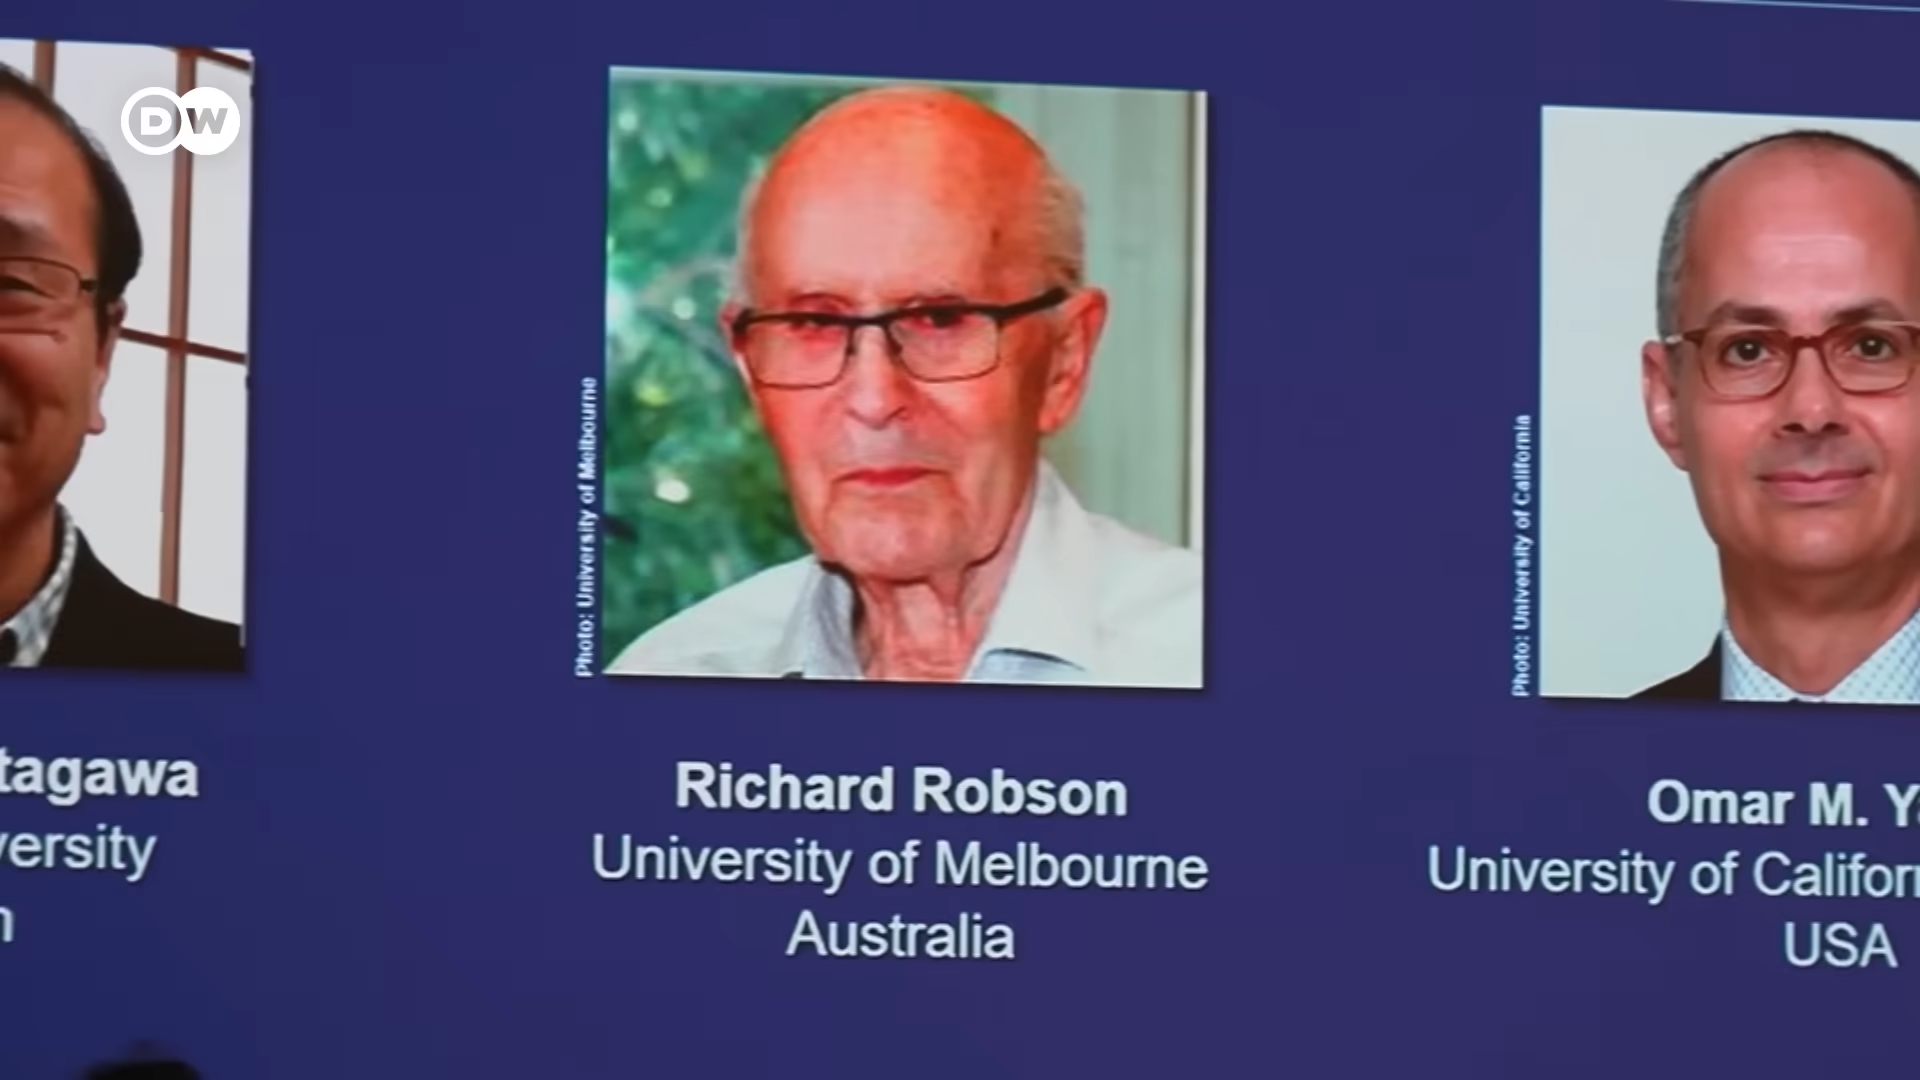 DW
Photo: University of Melbourne
Photo: University of California
tagawa
versity
n
Richard Robson
University of Melbourne
Australia
Omar M. Y
University of Californ
USA